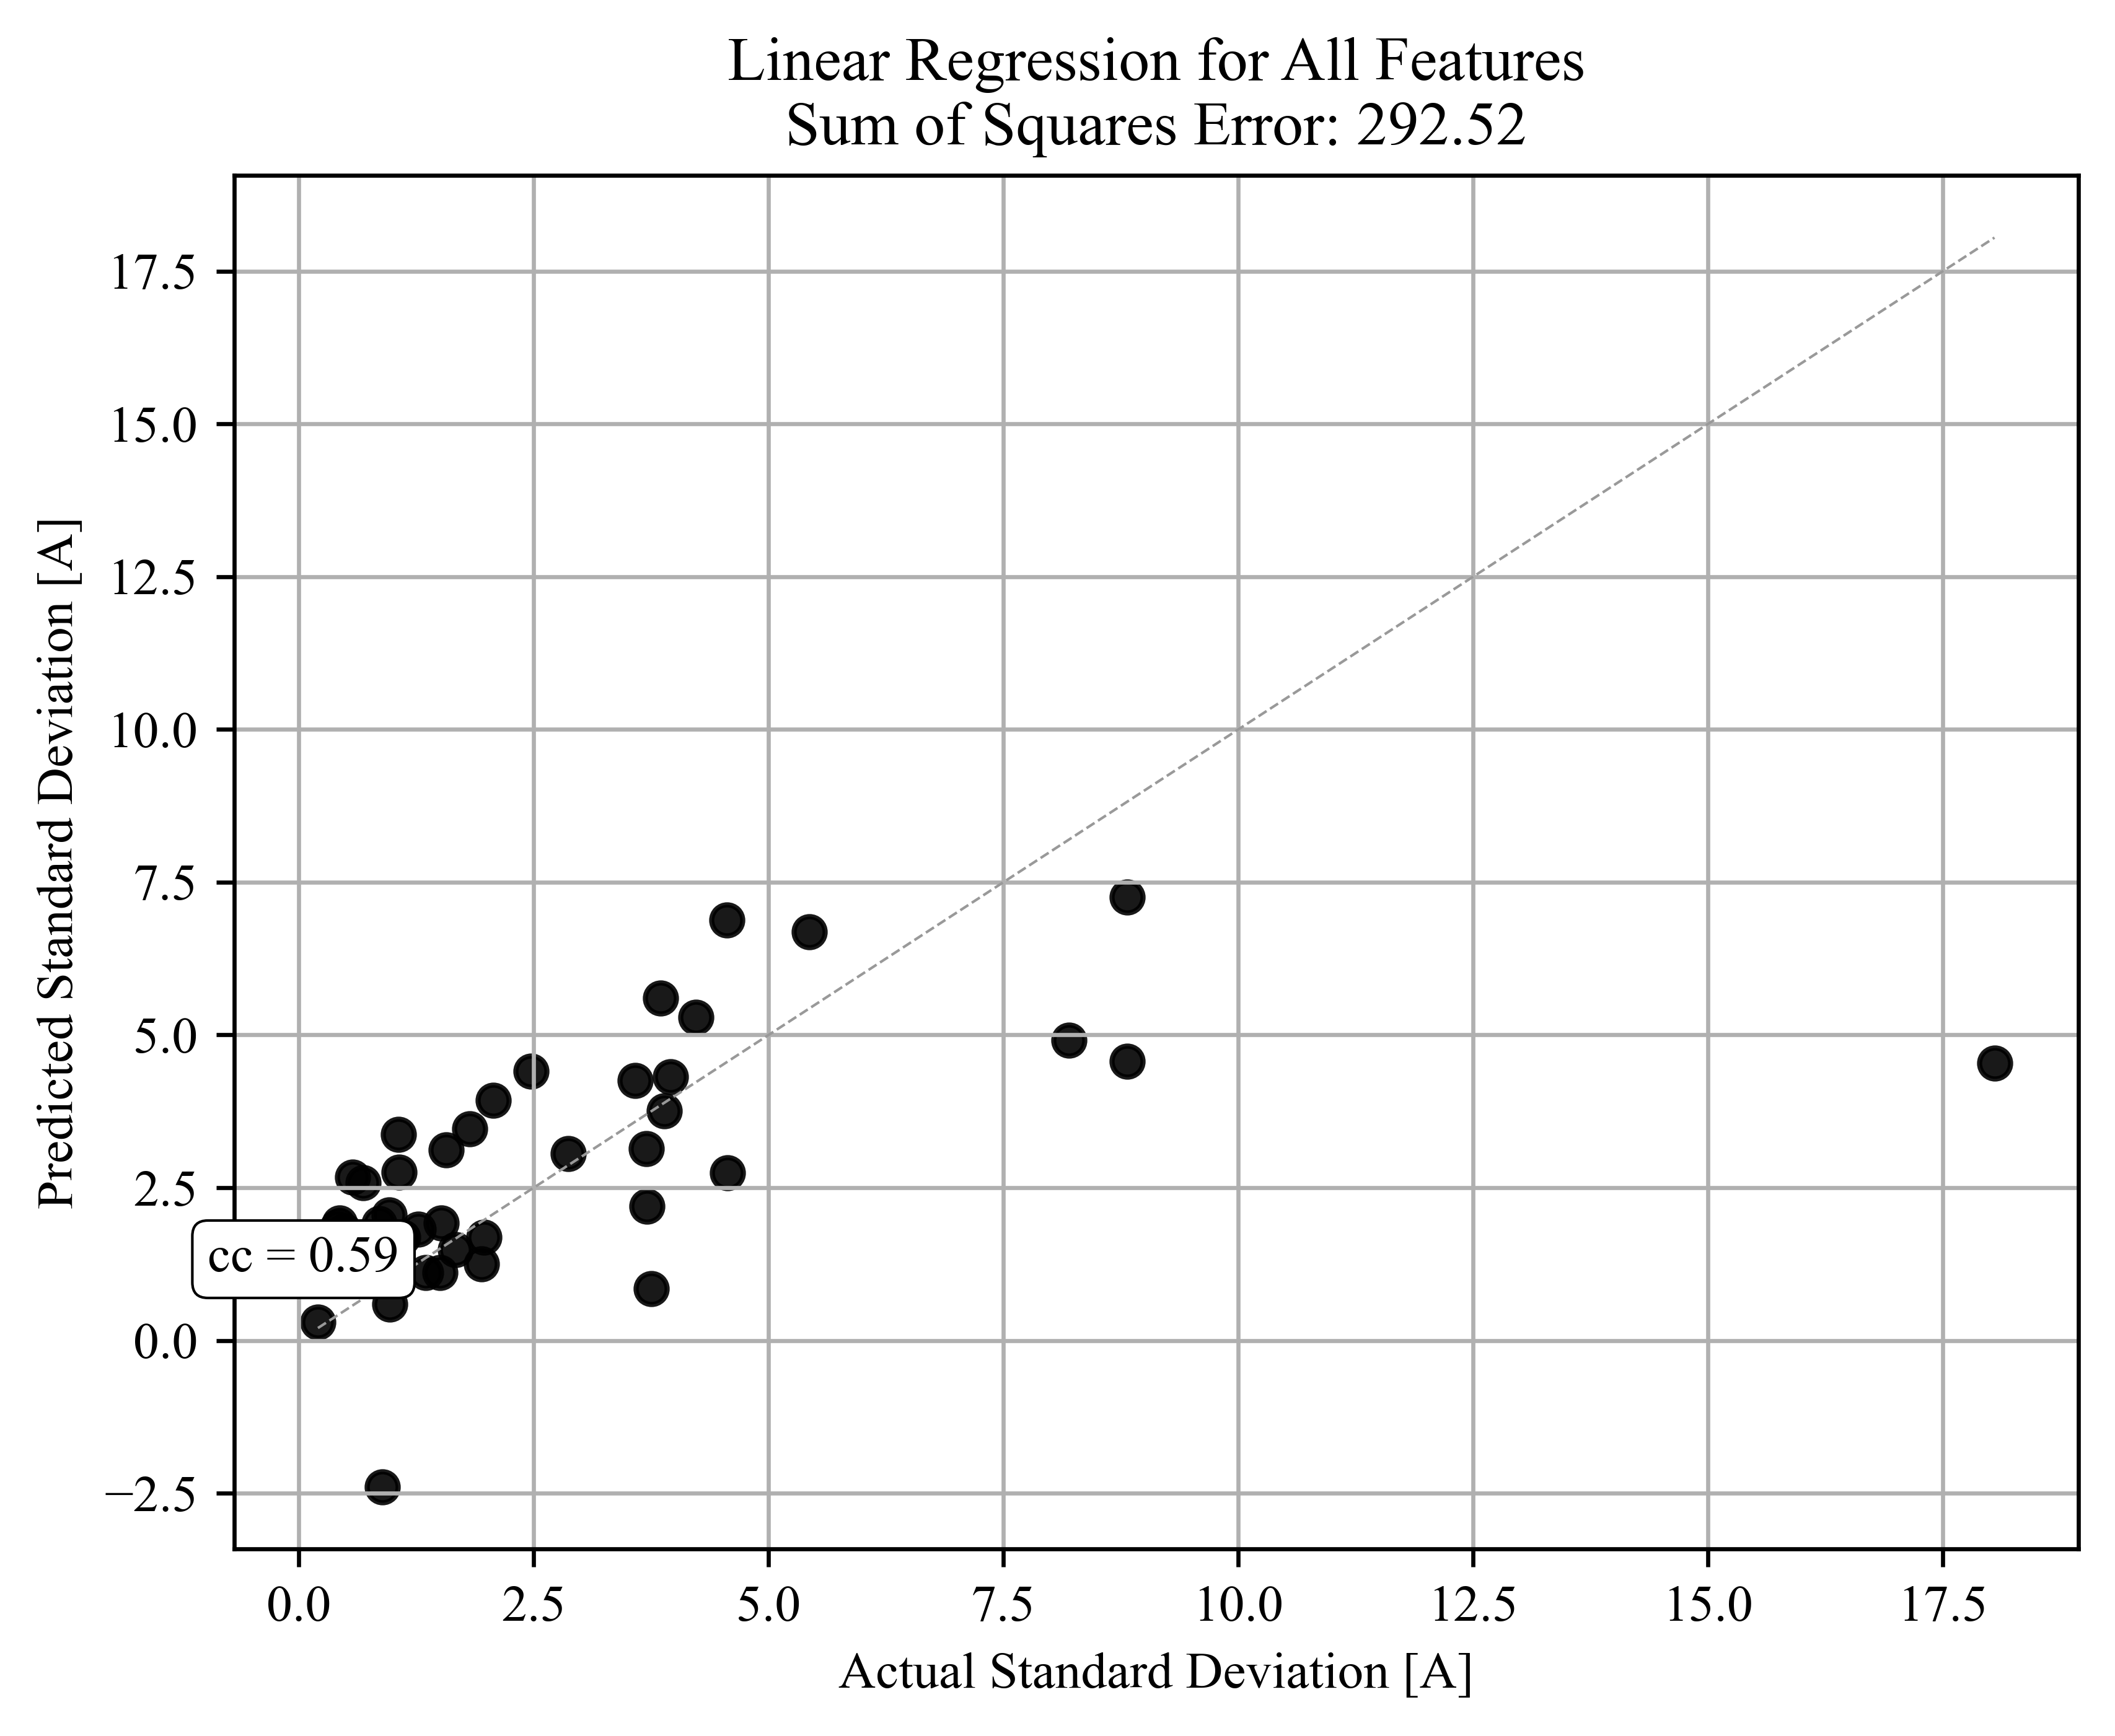 Linear Regression for All Features
Sum of Squares Error: 292.52
Predicted Standard Deviation [A]
17.5
15.0
12.5
10.0
7.5
5.0
2.5
0.0
−2.5
cc = 0.59
0.0 2.5 5.0 7.5 10.0 12.5 15.0 17.5
Actual Standard Deviation [A]